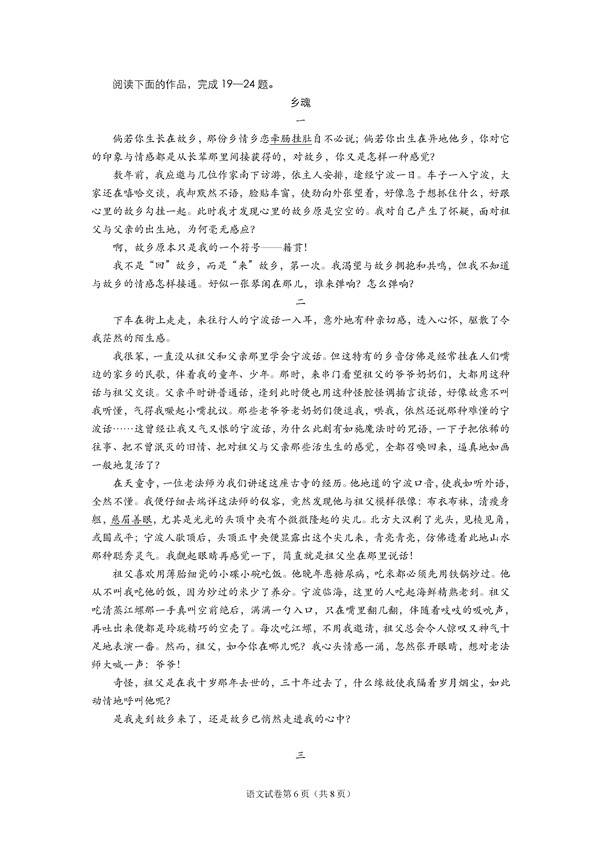 阅读下面的作品，完成 19—24 题。
乡魂
一
倘若你生长在故乡，那份乡情乡恋牵肠挂肚自不必说；倘若你出生在异地他乡，你对它
的印象与情感都是从长辈那里间接获得的，对故乡，你又是怎样一种感觉？
数年前，我应邀与几位作家南下访游，依主人安排，途经宁波一日。车子一入宁波，大
家还在嘻哈交谈，我却默然不语，脸贴车窗，使劲向外张望着，好像急于想抓住什么，好跟
心里的故乡勾挂一起。此时我才发现心里的故乡原是空空的。我对自己产生了怀疑，面对祖
父与父亲的出生地，为何毫无感应？
啊，故乡原本只是我的一个符号——籍贯！
我不是“回”故乡，而是“来”故乡，第一次。我渴望与故乡拥抱和共鸣，但我不知道
与故乡的情感怎样接通。好似一张琴闲在那儿，谁来弹响？怎么弹响？
二
下车在街上走走，来往行人的宁波话一入耳，意外地有种亲切感，透入心怀，驱散了令
我茫然的陌生感。
我很笨，一直没从祖父和父亲那里学会宁波话。但这特有的乡音仿佛是经常挂在人们嘴
边的家乡的民歌，伴着我的童年、少年。那时，来串门看望祖父的爷爷奶奶们，大都用这种
话与祖父交谈。父亲平时讲普通话，逢到此时便也用这种怪腔怪调插言谈话，好像故意不叫
我听懂，气得我噘起小嘴抗议。那些老爷爷老奶奶们便逗我，哄我，依然还说那种难懂的宁
波话……这曾经让我又气又恨的宁波话，为什么此刻有如施魔法时的咒语，一下子把依稀的
往事、把不曾泯灭的旧情、把对祖父与父亲那些活生生的感觉，全都召唤回来，逼真地如画
一般地复活了？
在天童寺，一位老法师为我们讲述这座古寺的经历。他地道的宁波口音，使我如听外语，
全然不懂。我便仔细去端详这法师的仪容，竟然发现他与祖父模样很像：布衣布袜，清瘦身
躯，慈眉善眼，尤其是光光的头顶中央有个微微隆起的尖儿。北方大汉剃了光头，见棱见角，
或圆或平；宁波人歇顶后，头顶正中央便显露出这个尖儿来，青亮青亮，仿佛透着此地山水
那种聪秀灵气。我觑起眼睛再感觉一下，简直就是祖父坐在那里说话！
祖父喜欢用薄胎细瓷的小碟小碗吃饭。他晚年患糖尿病，吃米都必须先用铁锅炒过。他
从不叫我吃他的饭，因为炒过的米少了养分。宁波临海，这里的人吃起海鲜精熟老到。祖父
吃清蒸江螺那一手真叫空前绝后，满满一勺入口，只在嘴里翻几翻，伴随着吱吱的吸吮声，
再吐出来便都是玲珑精巧的空壳了。每次吃江螺，不用我邀请，祖父总会令人惊叹又神气十
足地表演一番。然而，祖父，如今你在哪儿呢？我心头情感一涌，忽然张开眼睛，想对老法
师大喊一声：爷爷！
奇怪，祖父是在我十岁那年去世的，三十年过去了，什么缘故使我隔着岁月烟尘，如此
动情地呼叫他呢？
是我走到故乡来了，还是故乡已悄然走进我的心中？
三
语文试卷第 6 页（共 8 页）